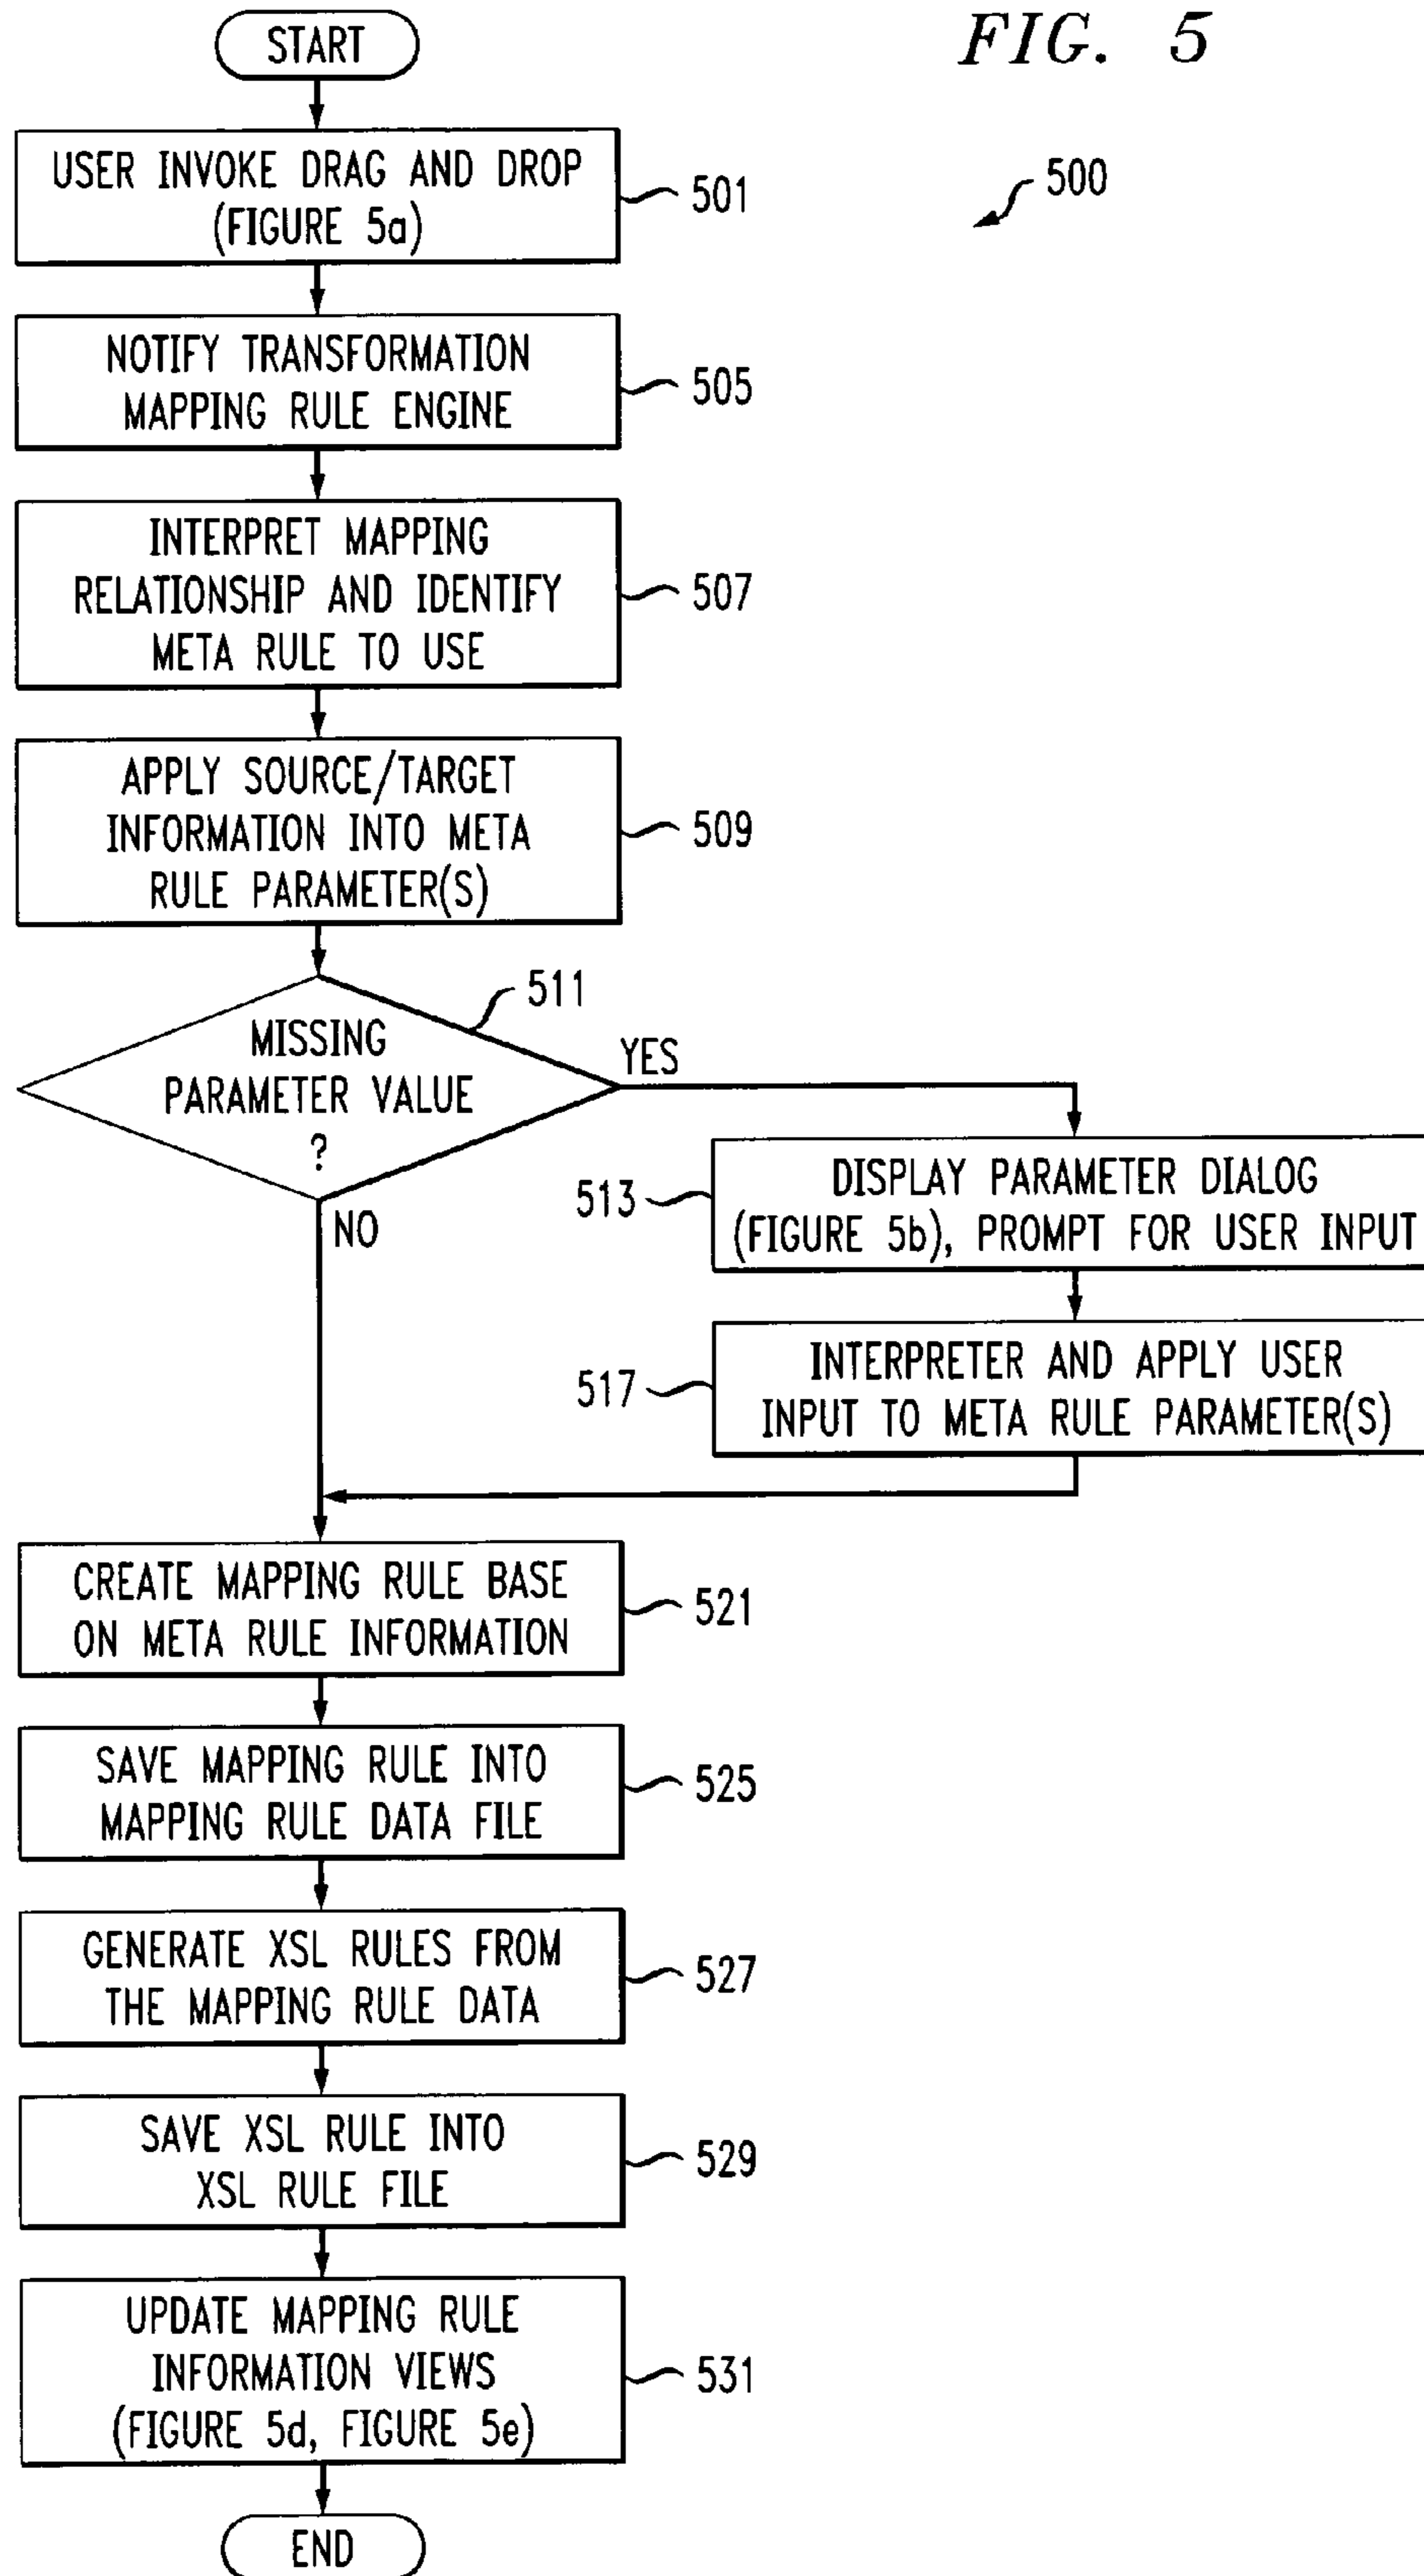 FIG. 5
START
USER INVOKE DRAG AND DROP
(FIGURE 5a)
501
500
NOTIFY TRANSFORMATION
MAPPING RULE ENGINE
505
INTERPRET MAPPING
RELATIONSHIP AND IDENTIFY
META RULE TO USE
507
APPLY SOURCE/TARGET
INFORMATION INTO META
RULE PARAMETER(S)
509
511
MISSING
PARAMETER VALUE
?
YES
NO
513
DISPLAY PARAMETER DIALOG
(FIGURE 5b), PROMPT FOR USER INPUT
517
INTERPRETER AND APPLY USER
INPUT TO META RULE PARAMETER(S)
CREATE MAPPING RULE BASE
ON META RULE INFORMATION
521
SAVE MAPPING RULE INTO
MAPPING RULE DATA FILE
525
GENERATE XSL RULES FROM
THE MAPPING RULE DATA
527
SAVE XSL RULE INTO
XSL RULE FILE
529
UPDATE MAPPING RULE
INFORMATION VIEWS
(FIGURE 5d, FIGURE 5e)
531
END